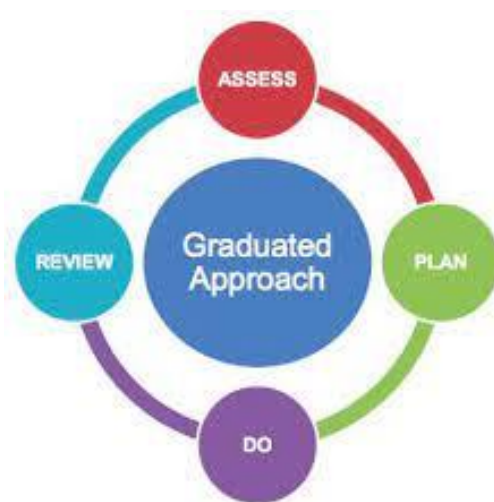 ASSESS
REVIEW
Graduated
Approach
PLAN
DO